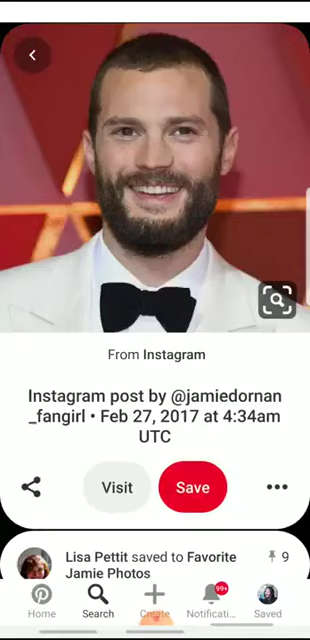 From Instagram
Instagram post by @jamiedornan
_fangirl • Feb 27, 2017 at 4:34am
UTC
Visit
Save
Lisa Pettit saved to Favorite
Jamie Photos
9
99+
Home
Search
Create
Notificati...
Saved